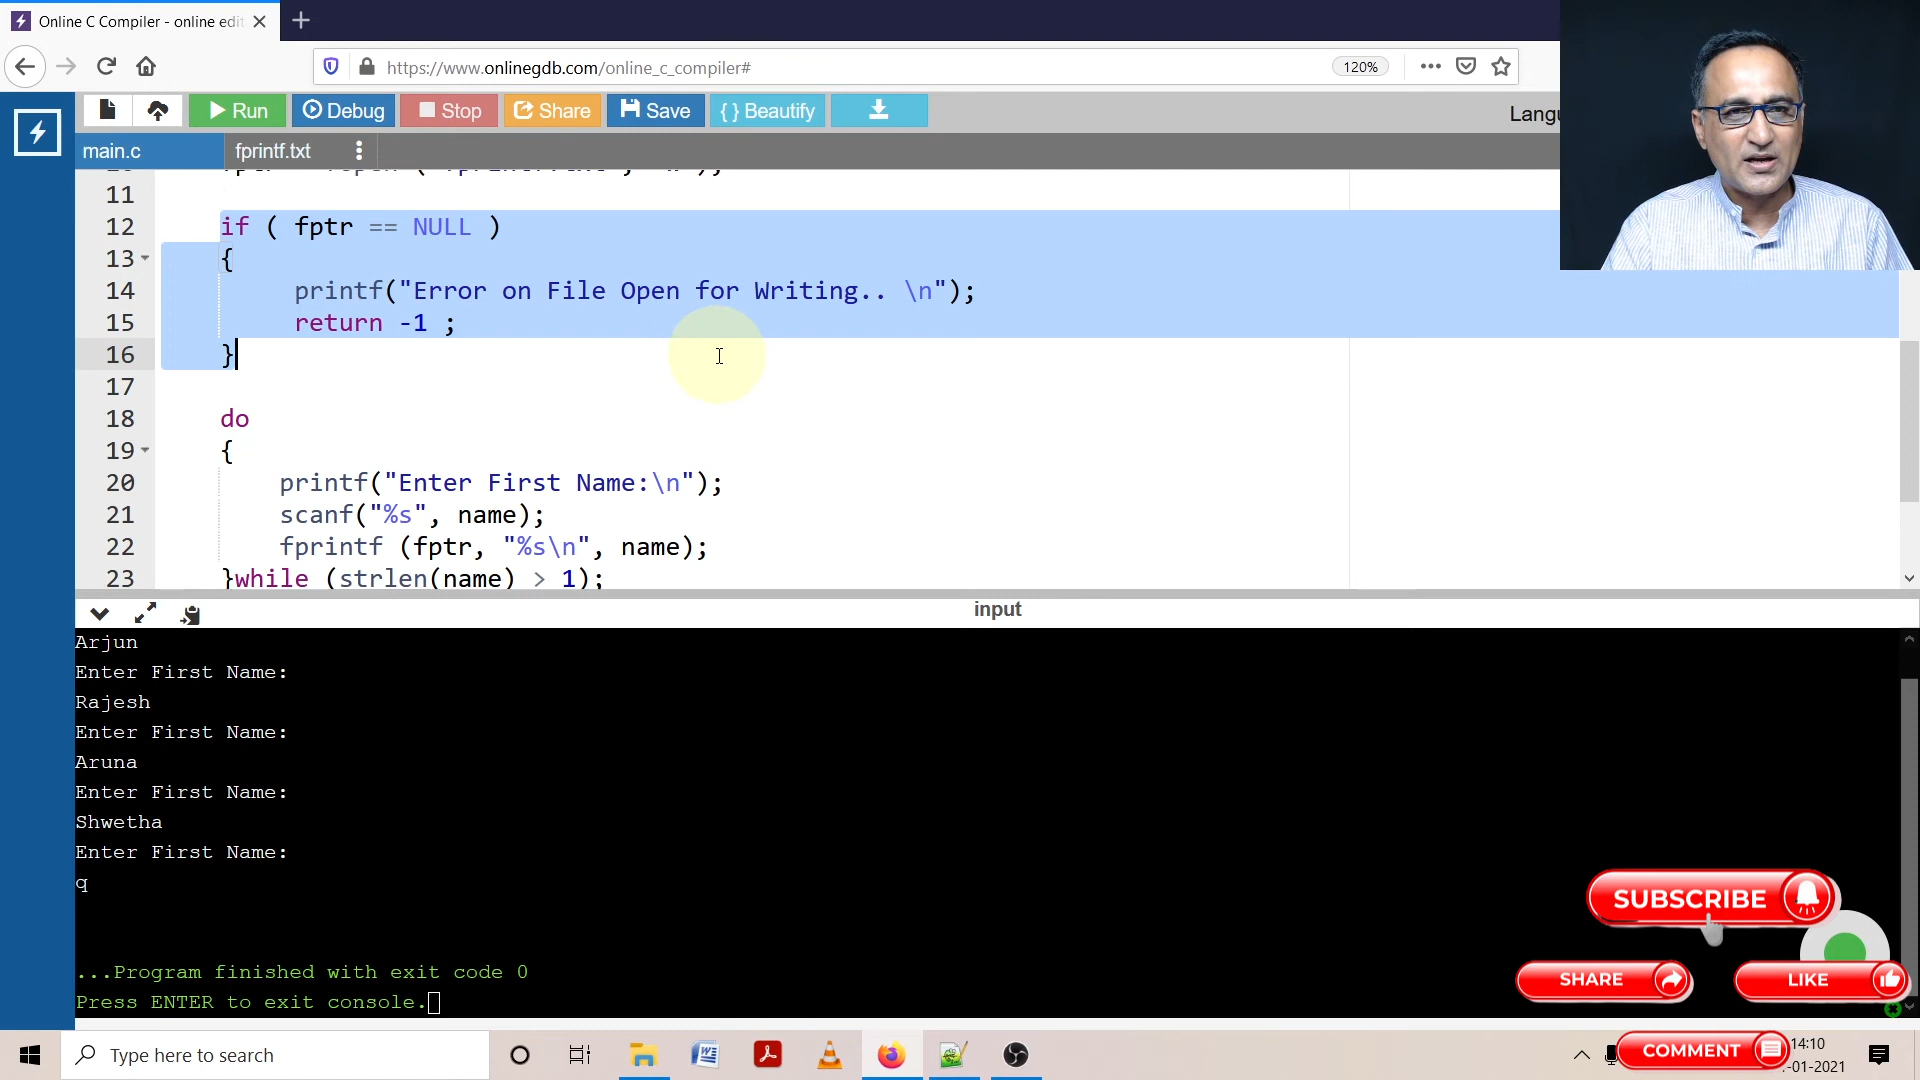 Online C Compiler - online edit
https://www.onlinegdb.com/online_c_compiler#
120%
Run
Debug
Stop
Share
Save
{ } Beautify
Langu
main.c
fprintf.txt
11
12 if ( fptr == NULL )
13 {
14 printf("Error on File Open for Writing.. \n");
15 return -1 ;
16 }
17
18 do
19 {
20 printf("Enter First Name:\n");
21 scanf("%s", name);
22 fprintf (fptr, "%s\n", name);
23 }while (strlen(name) > 1);
input
Arjun
Enter First Name:
Rajesh
Enter First Name:
Aruna
Enter First Name:
Shwetha
Enter First Name:
q
...Program finished with exit code 0
Press ENTER to exit console.
SUBSCRIBE
SHARE
LIKE
COMMENT
Type here to search
14:10
-01-2021